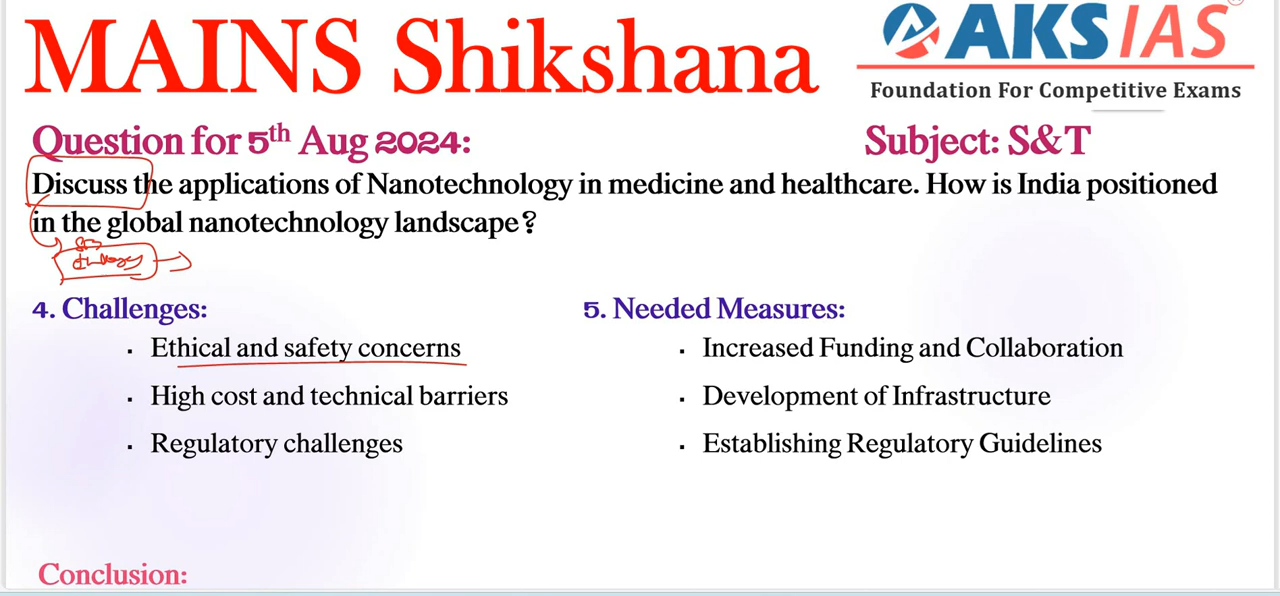 MAINS Shikshana
AKS IAS
Foundation For Competitive Exams
Question for 5th Aug 2024:
Subject: S&T
Discuss the applications of Nanotechnology in medicine and healthcare. How is India positioned
in the global nanotechnology landscape?
4. Challenges:
▪ Ethical and safety concerns
▪ High cost and technical barriers
▪ Regulatory challenges
5. Needed Measures:
▪ Increased Funding and Collaboration
▪ Development of Infrastructure
▪ Establishing Regulatory Guidelines
Conclusion: